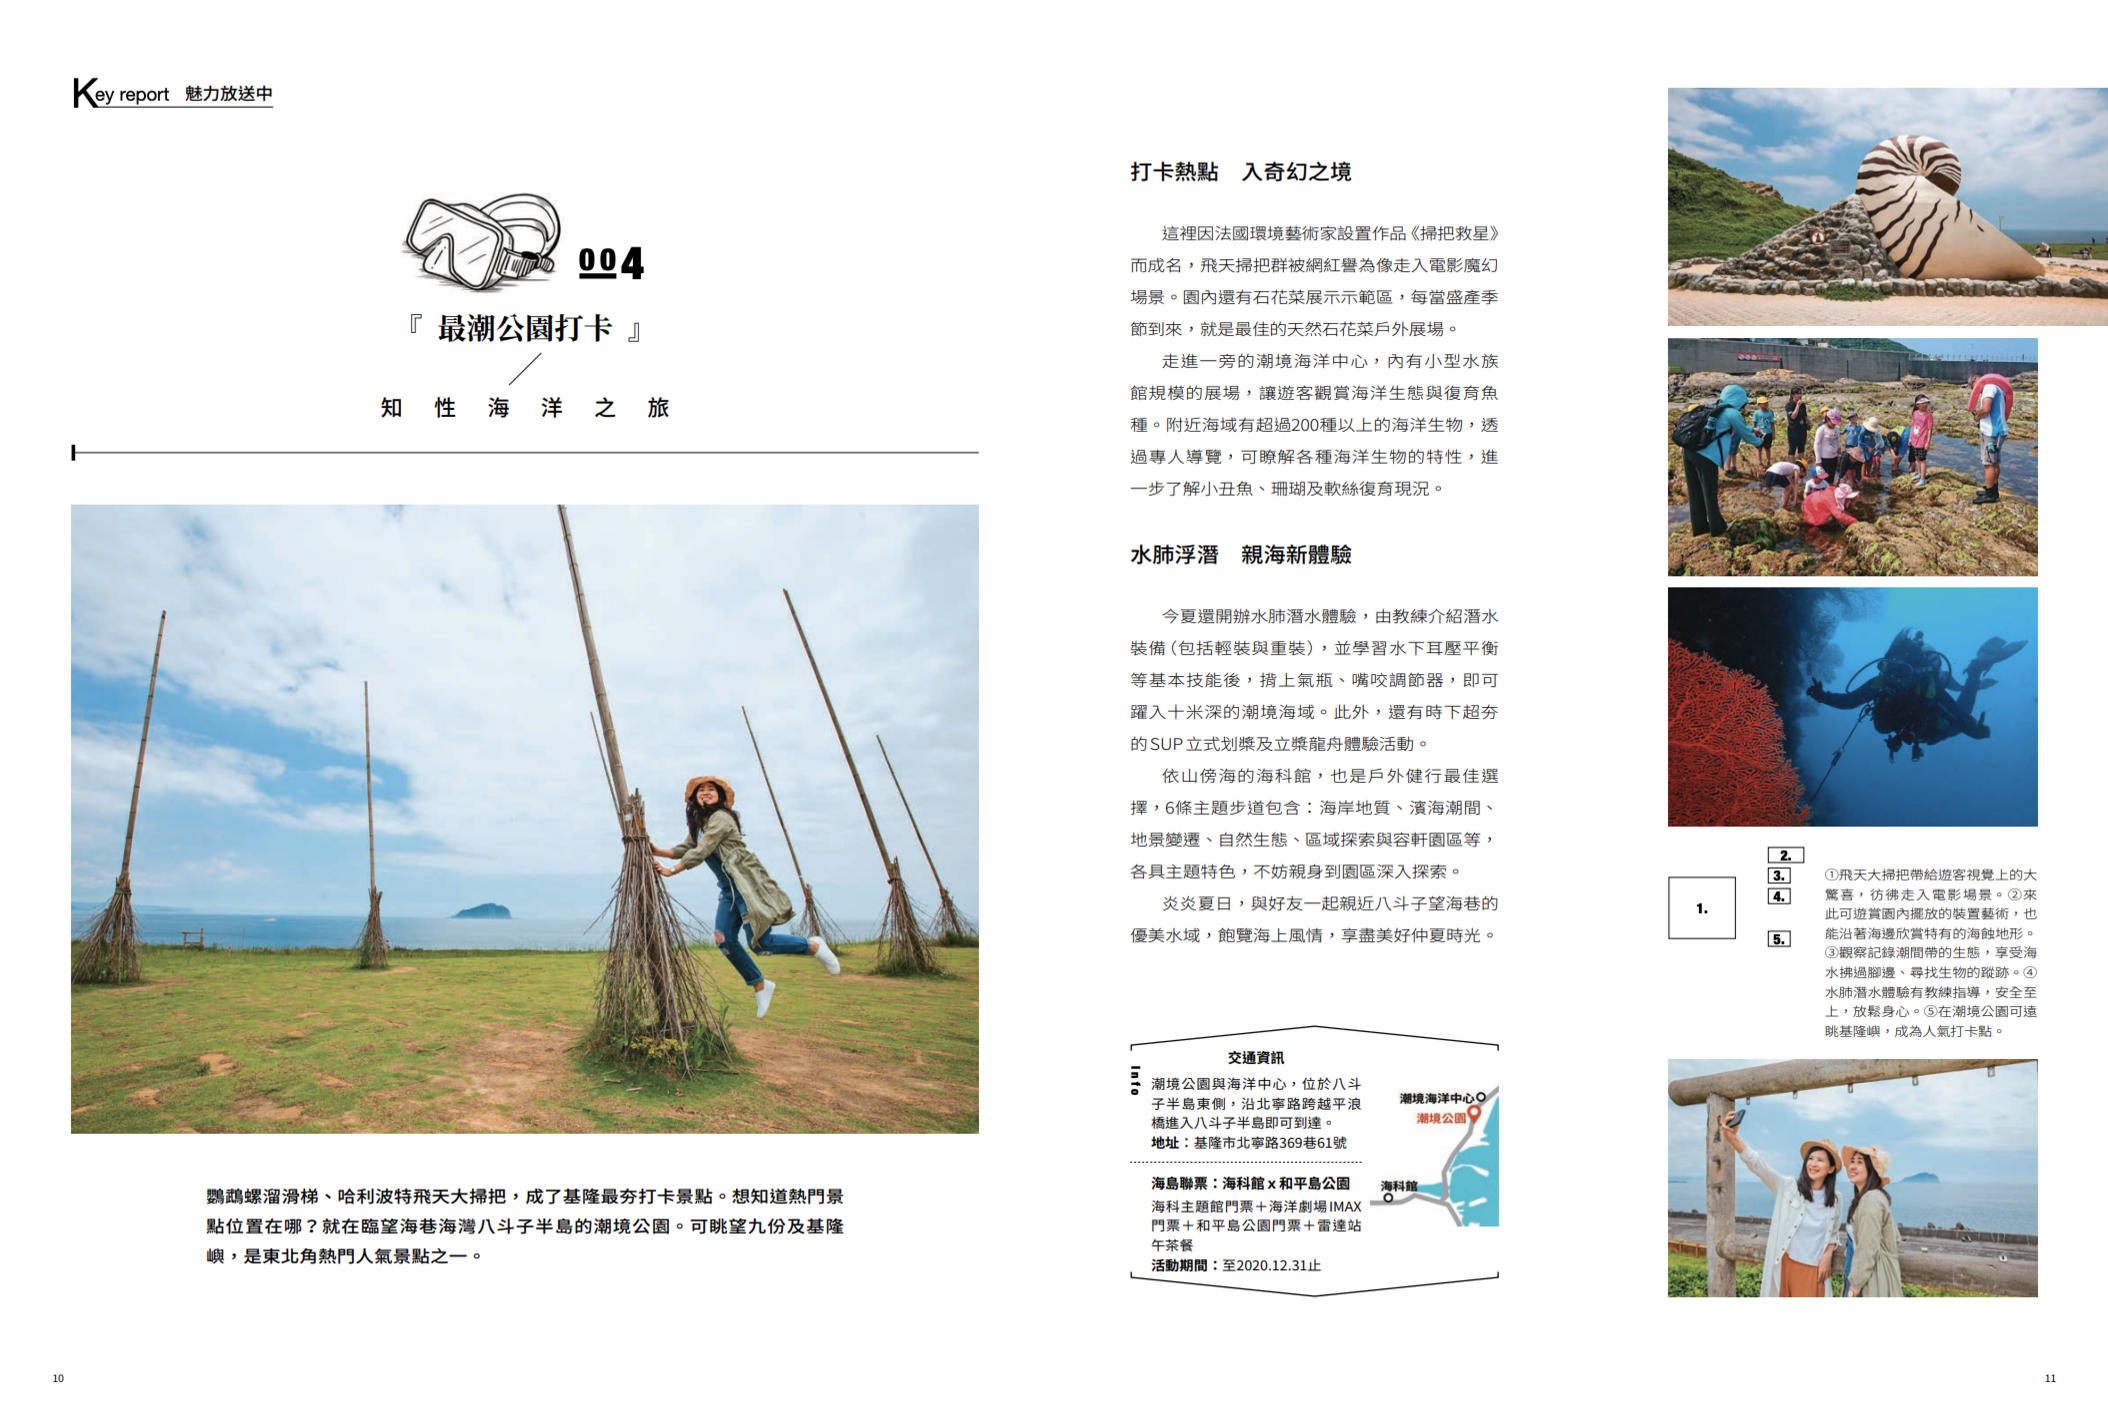 Key report 魅力放送中
004
『 最潮公園打卡 』
知性海洋之旅
鸚鵡螺溜滑梯、哈利波特飛天大掃把，成了基隆最夯打卡景點。想知道熱門景
點位置在哪？就在臨望海巷海灣八斗子半島的潮境公園。可眺望九份及基隆
嶼，是東北角熱門人氣景點之一。
10
打卡熱點 入奇幻之境
這裡因法國環境藝術家設置作品《掃把救星》
而成名，飛天掃把群被網紅譽為像走入電影魔幻
場景。園內還有石花菜展示示範區，每當盛產季
節到來，就是最佳的天然石花菜戶外展場。
走進一旁的潮境海洋中心，內有小型水族
館規模的展場，讓遊客觀賞海洋生態與復育魚
種。附近海域有超過200種以上的海洋生物，透
過專人導覽，可瞭解各種海洋生物的特性，進
一步了解小丑魚、珊瑚及軟絲復育現況。
水肺浮潛 親海新體驗
今夏還開辦水肺潛水體驗，由教練介紹潛水
裝備（包括輕裝與重裝），並學習水下耳壓平衡
等基本技能後，揹上氣瓶、嘴咬調節器，即可
躍入十米深的潮境海域。此外，還有時下超夯
的SUP立式划槳及立槳龍舟體驗活動。
依山傍海的海科館，也是戶外健行最佳選
擇，6條主題步道包含：海岸地質、濱海潮間、
地景變遷、自然生態、區域探索與容軒園區等，
各具主題特色，不妨親身到園區深入探索。
炎炎夏日，與好友一起親近八斗子望海巷的
優美水域，飽覽海上風情，享盡美好仲夏時光。
Info
交通資訊
潮境公園與海洋中心，位於八斗
子半島東側，沿北寧路跨越平浪
橋進入八斗子半島即可到達。
地址：基隆市北寧路369巷61號
海島聯票：海科館 x 和平島公園
海科主題館門票＋海洋劇場IMAX
門票＋和平島公園門票＋雷達站
午茶餐
活動期間：至2020.12.31止
潮境海洋中心
潮境公園
海科館
1.
2.
3.
4.
5.
①飛天大掃把帶給遊客視覺上的大
驚喜，彷彿走入電影場景。②來
此可遊賞園內擺放的裝置藝術，也
能沿著海邊欣賞特有的海蝕地形。
③觀察記錄潮間帶的生態，享受海
水拂過腳邊、尋找生物的蹤跡。④
水肺潛水體驗有教練指導，安全至
上，放鬆身心。⑤在潮境公園可遠
眺基隆嶼，成為人氣打卡點。
11